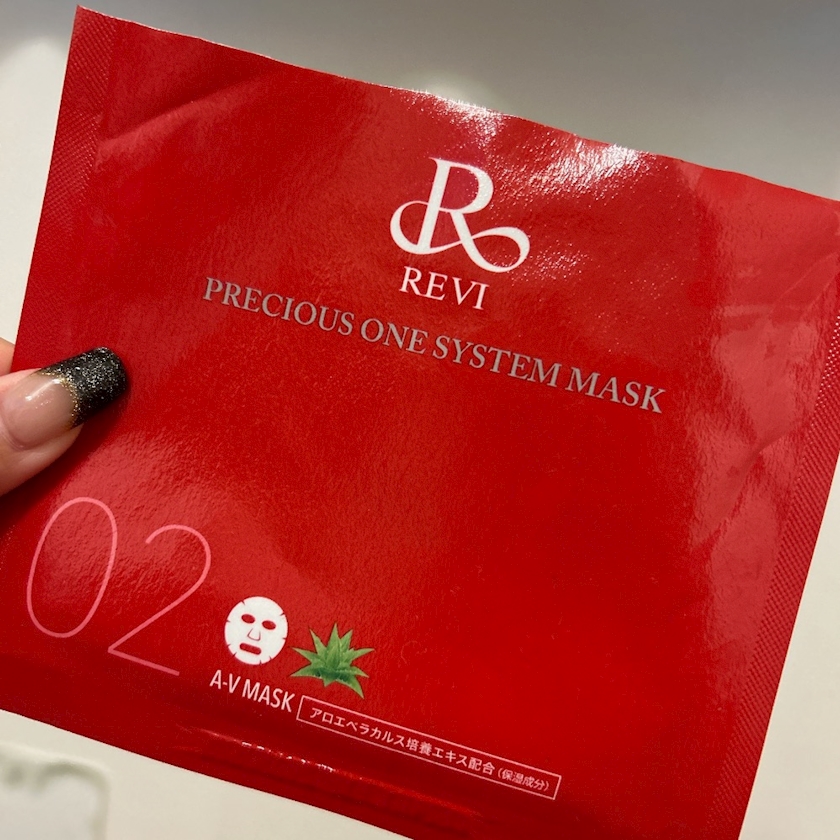 R
REVI
PRECIOUS ONE SYSTEM MASK
02
A-V MASK
アロエベラカルス培養エキス配合(保湿成分)